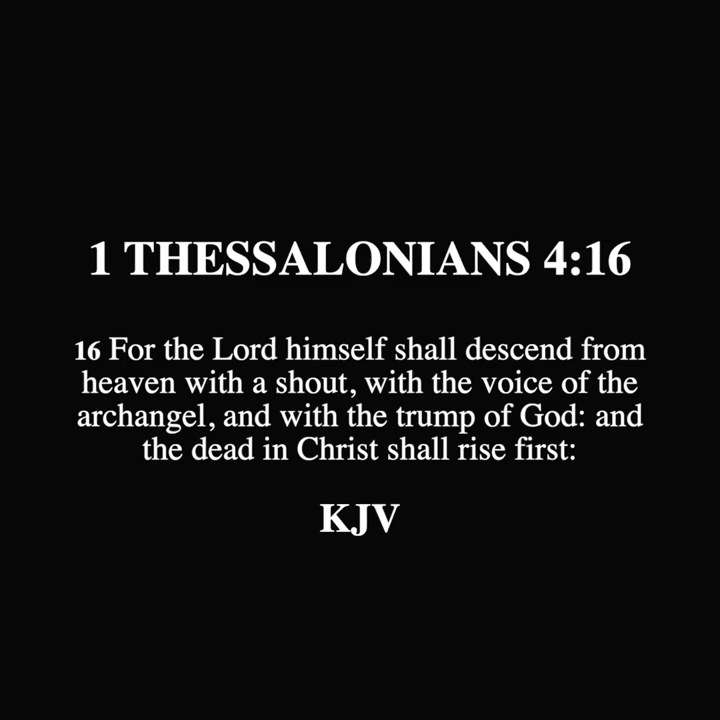 1 THESSALONIANS 4:16
16 For the Lord himself shall descend from
heaven with a shout, with the voice of the
archangel, and with the trump of God: and
the dead in Christ shall rise first:
KJV